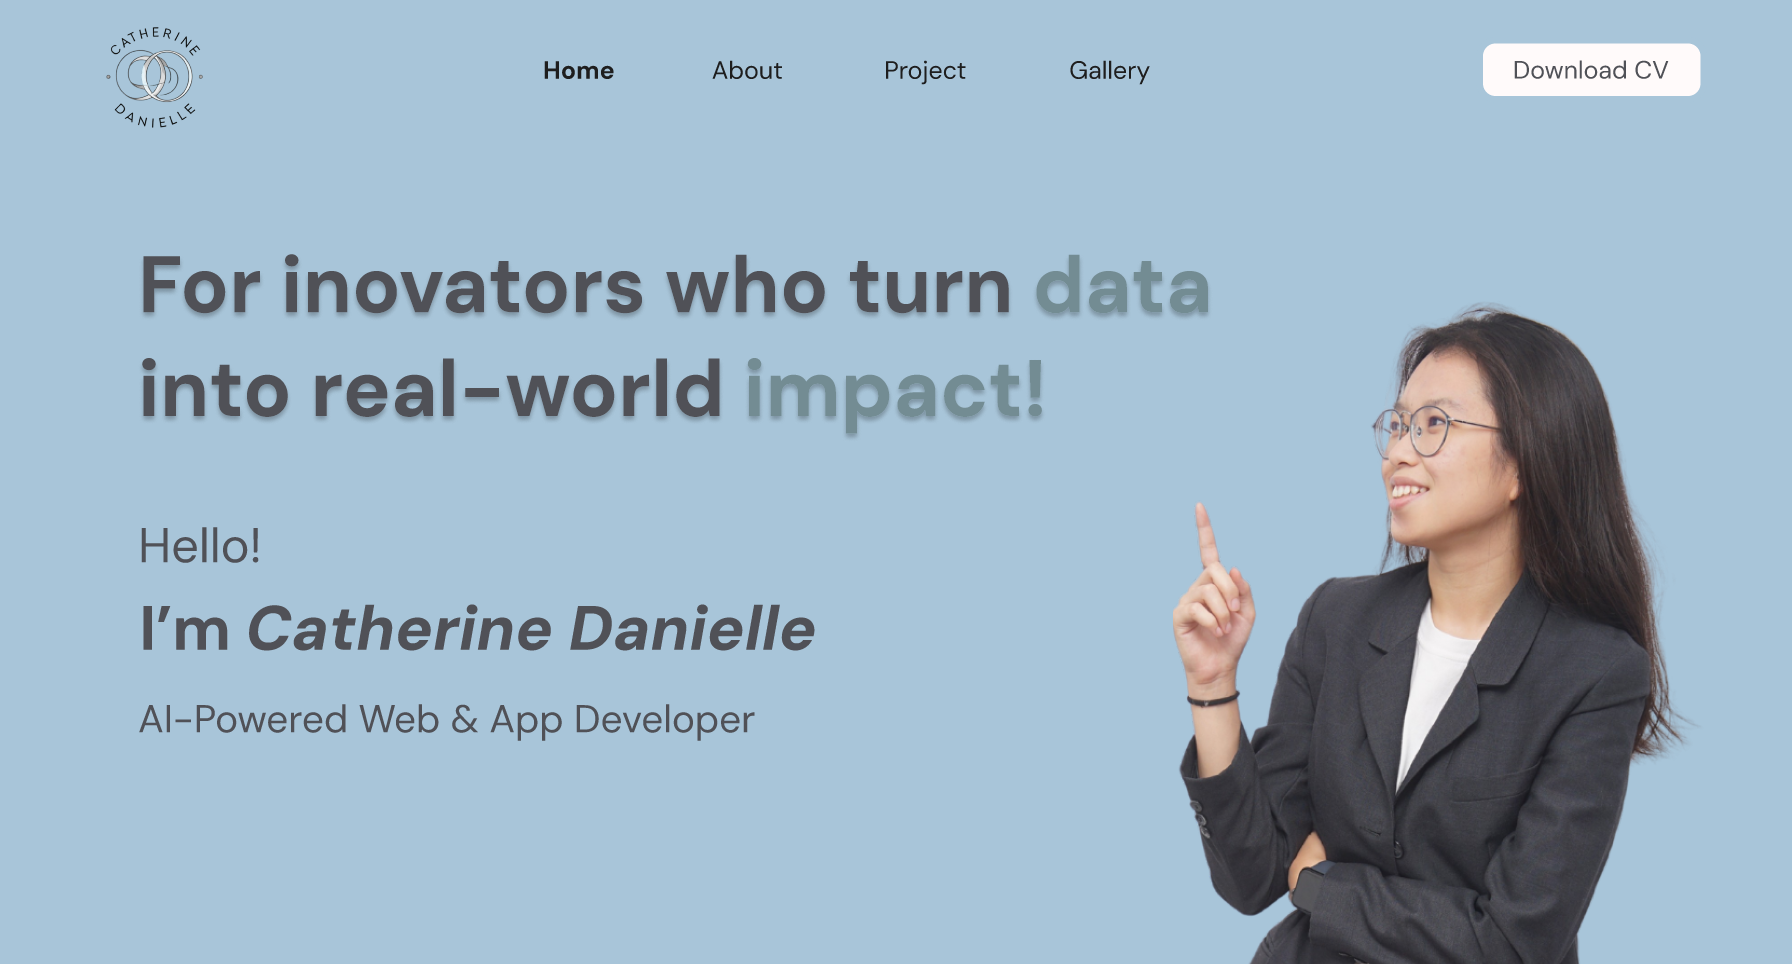 CATHERINE
DANIELLE
Home
About
Project
Gallery
Download CV
For inovators who turn data
into real-world impact!
Hello!
I’m Catherine Danielle
AI-Powered Web & App Developer